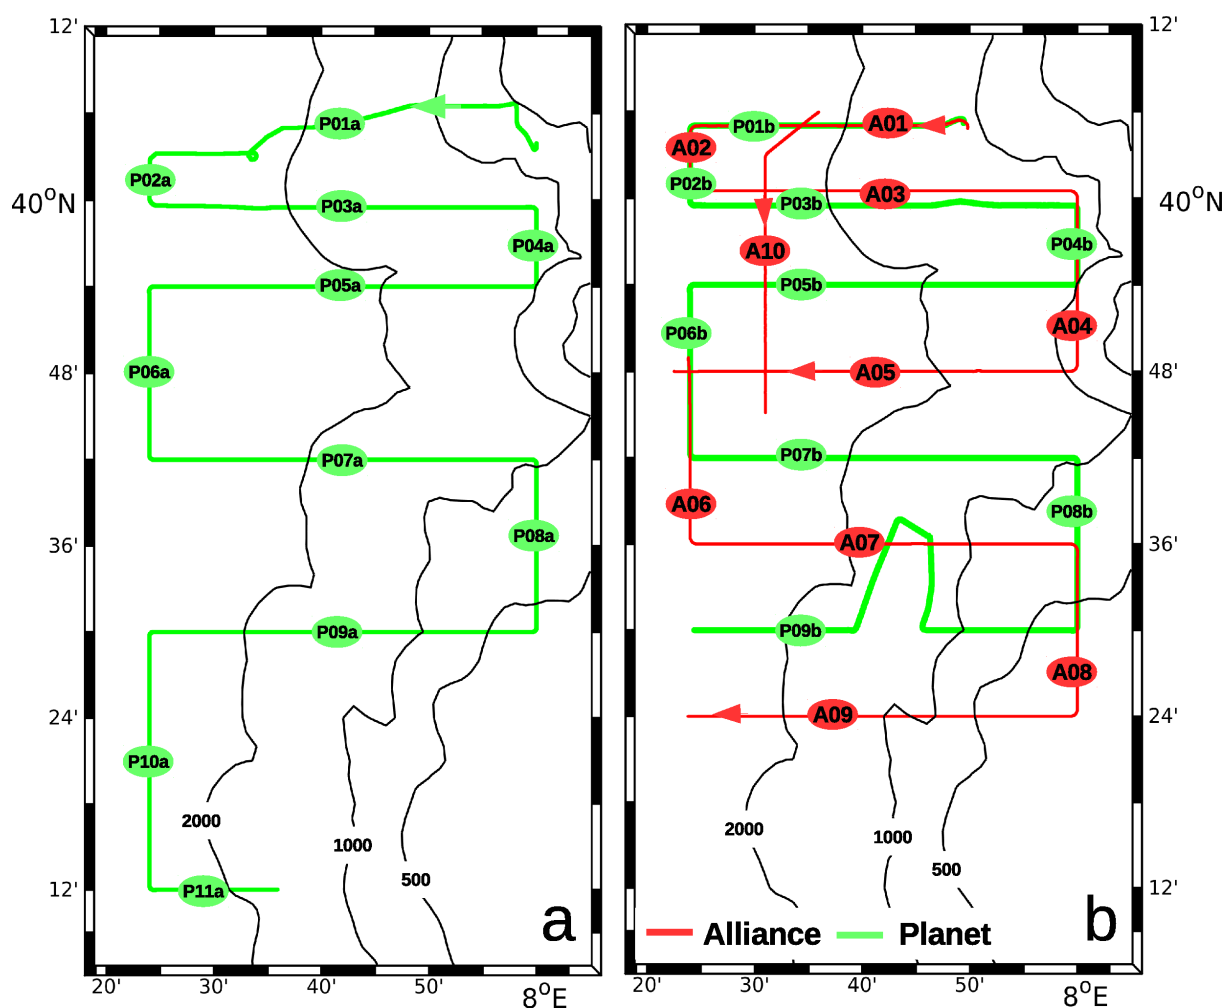 12'
12'
P01a
P01b
A01
A02
P02a
P02b
A03
40°N
P03a
P03b
40°N
P04a
P04b
A10
P05a
P05b
A04
P06b
48'
P06a
A05
48'
P07a
P07b
A06
P08b
36'
P08a
A07
36'
P09a
P09b
A08
24'
A09
24'
P10a
2000
2000
1000
1000
500
500
12'
P11a
12'
a
b
Alliance
Planet
20'
30'
40'
50'
8°E
20'
30'
40'
50'
8°E